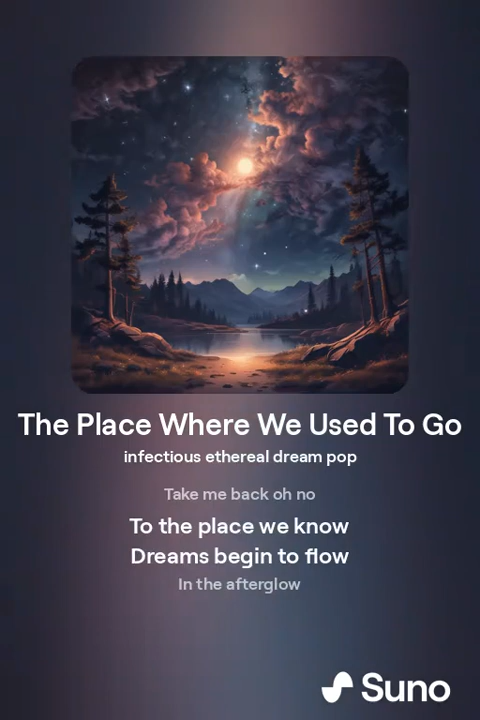 The Place Where We Used To Go
infectious ethereal dream pop
Take me back oh no
To the place we know
Dreams begin to flow
In the afterglow
Suno